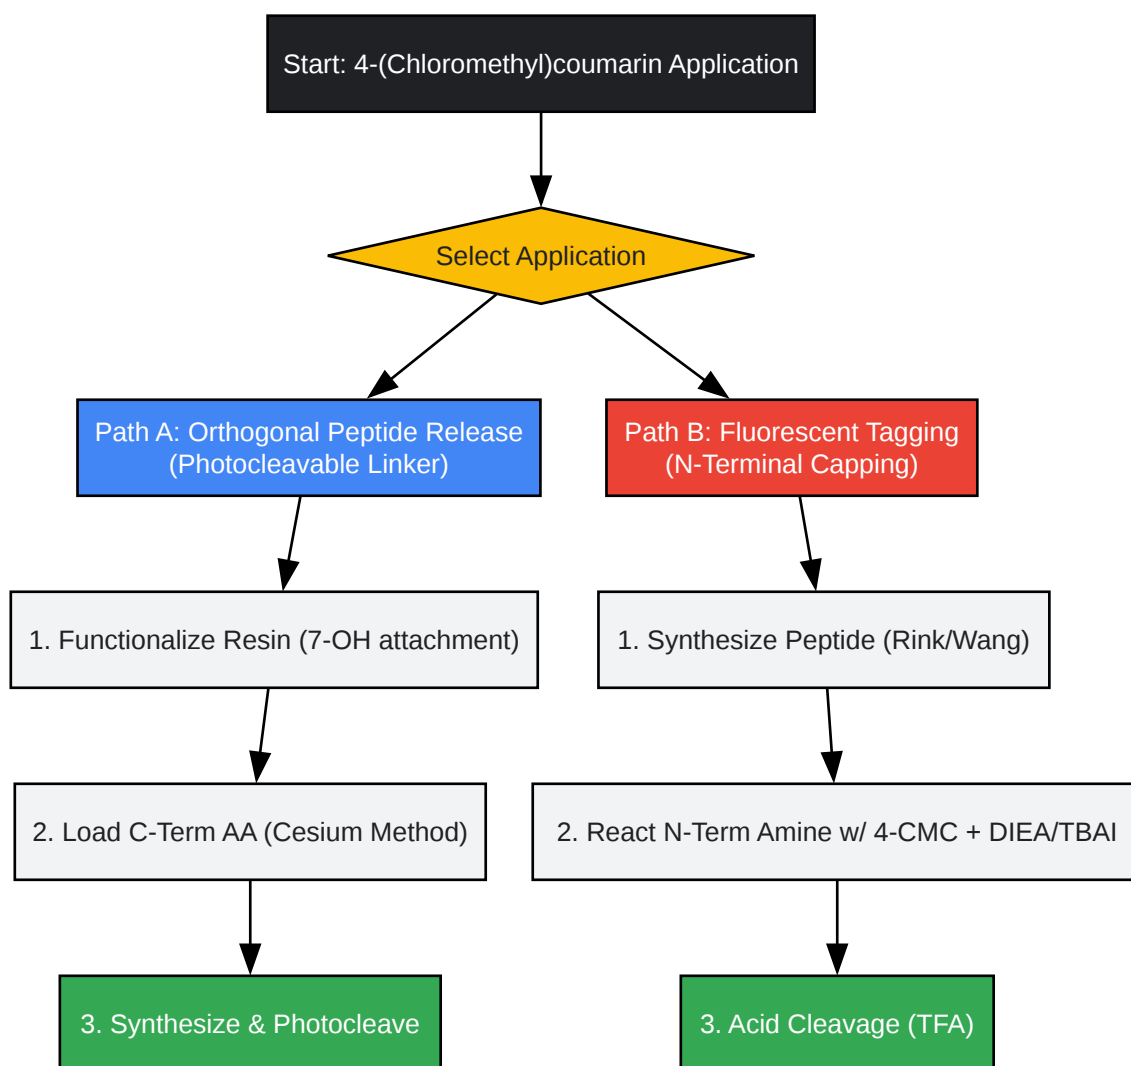 Start: 4-(Chloromethyl)coumarin Application
Select Application
Path A: Orthogonal Peptide Release
(Photocleavable Linker)
Path B: Fluorescent Tagging
(N-Terminal Capping)
1. Functionalize Resin (7-OH attachment)
1. Synthesize Peptide (Rink/Wang)
2. Load C-Term AA (Cesium Method)
2. React N-Term Amine w/ 4-CMC + DIEA/TBAI
3. Synthesize & Photocleave
3. Acid Cleavage (TFA)